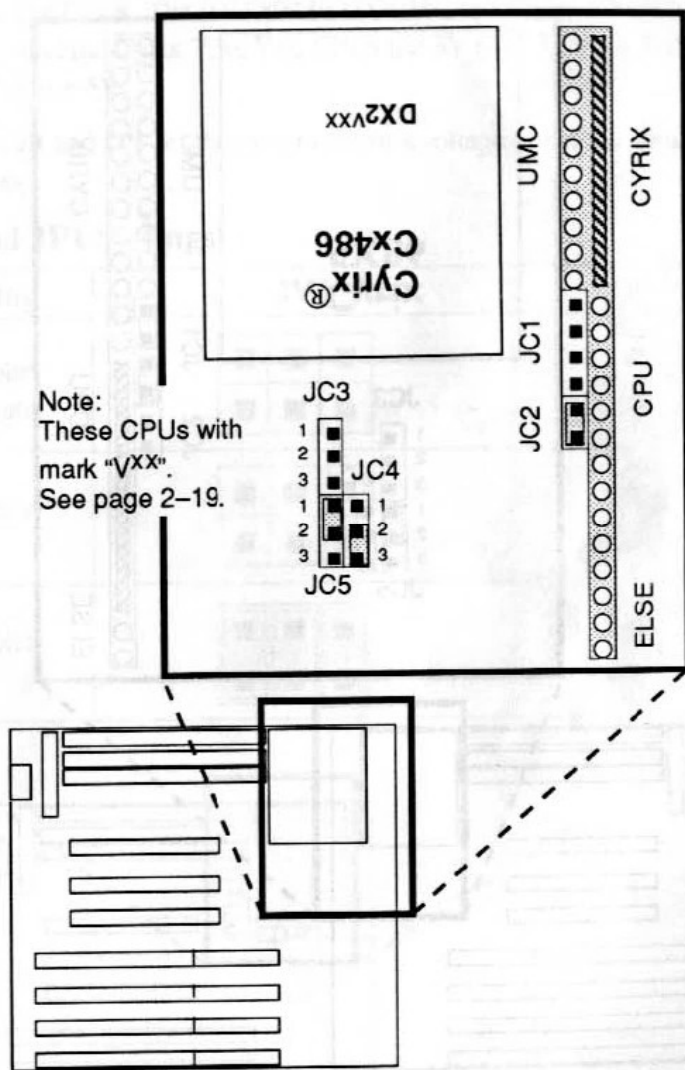 DX2VXX
Cx486
Cyrix®
UMC
CYRIX
JC1
JC2
CPU
ELSE
Note:
These CPUs with
mark “VXX”.
See page 2–19.
JC3
1
2
3
JC4
1
2
3
1
2
3
JC5